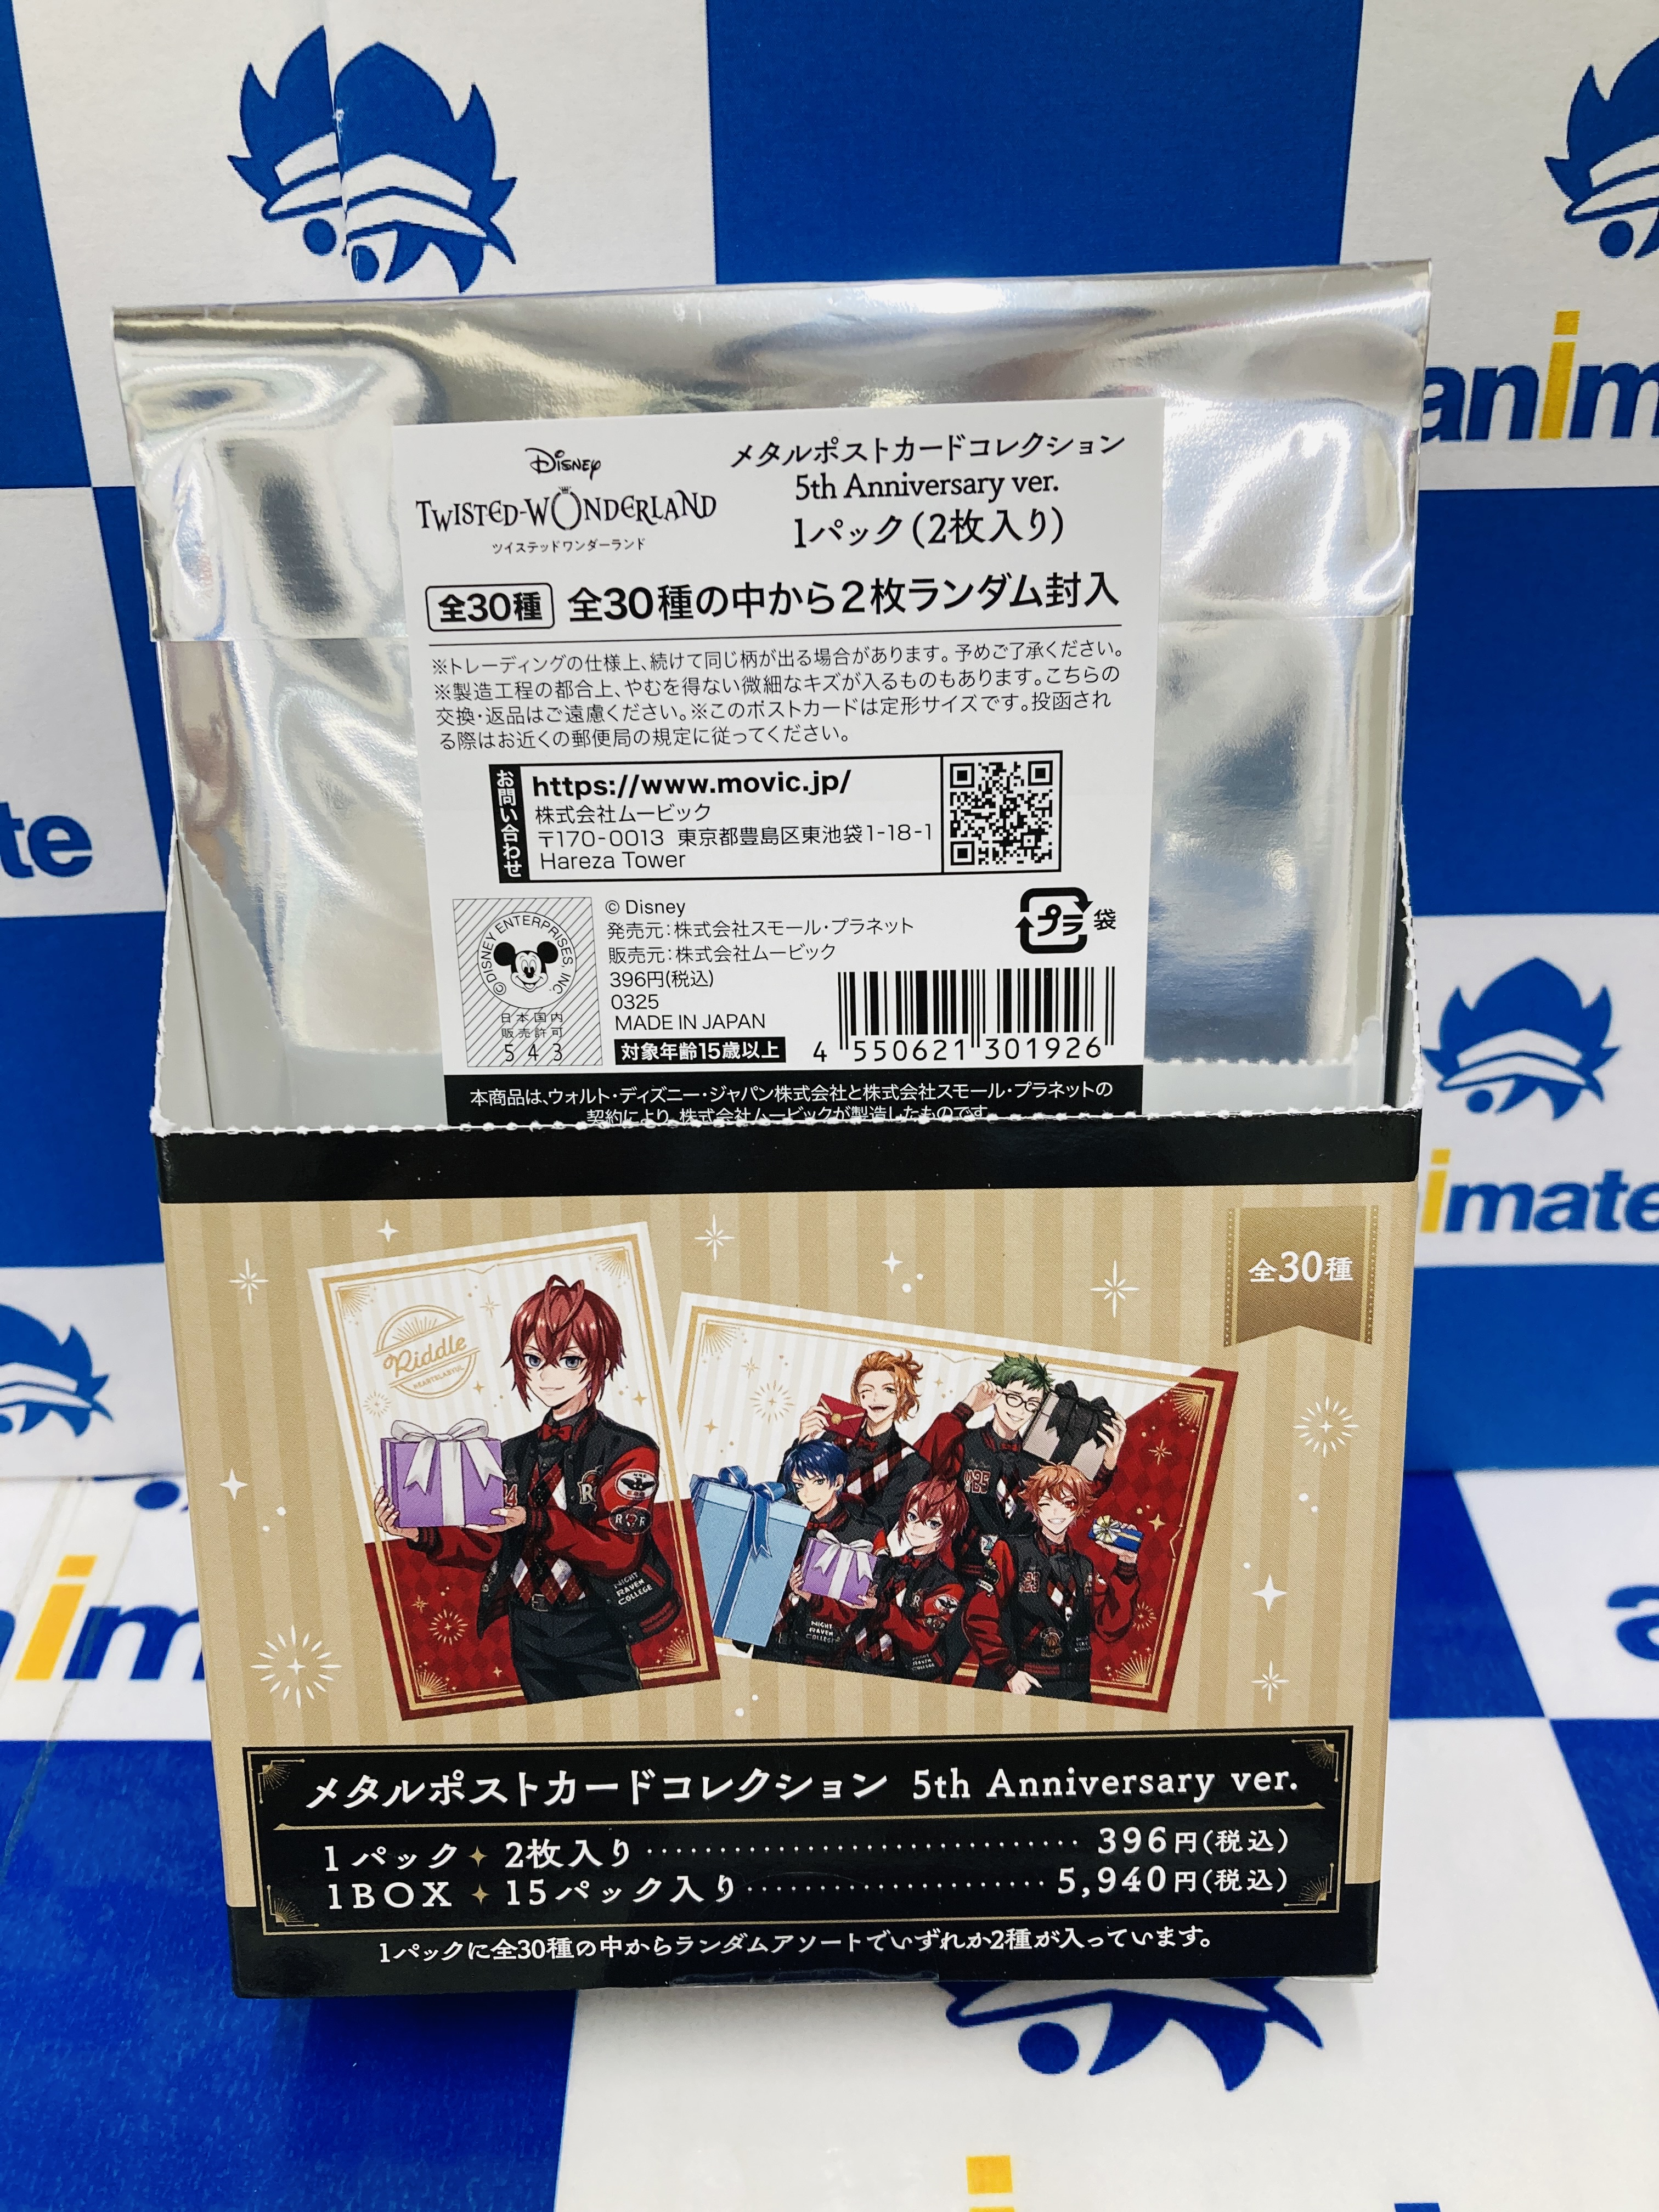 anim
te
Disney
TWISTED-WONDERLAND
ツイステッドワンダーランド
メタルポストカードコレクション
5th Anniversary ver.
1パック(2枚入り)
全30種 全30種の中から2枚ランダム封入
※トレーディングの仕様上、続けて同じ柄が出る場合があります。予めご了承ください。
※製造工程の都合上、やむを得ない微細なキズが入るものもあります。こちらの
交換・返品はご遠慮ください。※このポストカードは定形サイズです。投函され
る際はお近くの郵便局の規定に従ってください。
お問い合わせ
https://www.movic.jp/
株式会社ムービック
〒170-0013 東京都豊島区東池袋1-18-1
Hareza Tower
©DISNEY ENTERPRISES, INC.
日本国内
販売許可
543
© Disney
発売元：株式会社スモール・プラネット
販売元：株式会社ムービック
396円(税込)
0325
MADE IN JAPAN
対象年齢15歳以上
プラ 袋
4 550621 301926
本商品は、ウォルト・ディズニー・ジャパン株式会社と株式会社スモール・プラネットの
契約により、株式会社ムービックが製造したものです。
imate
全30種
Riddle
HEARTSLABYUL
R
R R
NIGHT
RAVEN
COLLEGE
NIGHT
RAVEN
COLLEGE
メタルポストカードコレクション 5th Anniversary ver.
1パック 2枚入り 396円(税込)
1BOX 15パック入り 5,940円(税込)
1パックに全30種の中からランダムアソートでいずれか2種が入っています。
nim
a